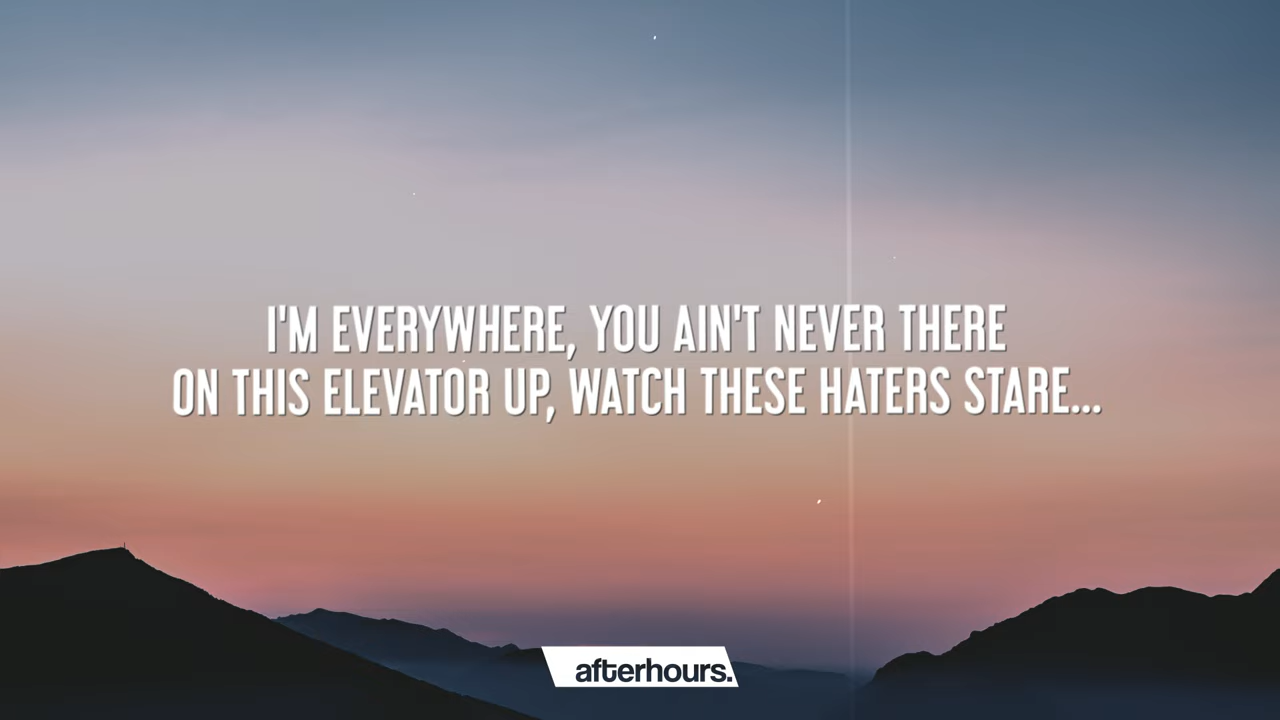 I'M EVERYWHERE, YOU AIN'T NEVER THERE
ON THIS ELEVATOR UP, WATCH THESE HATERS STARE...
afterhours.